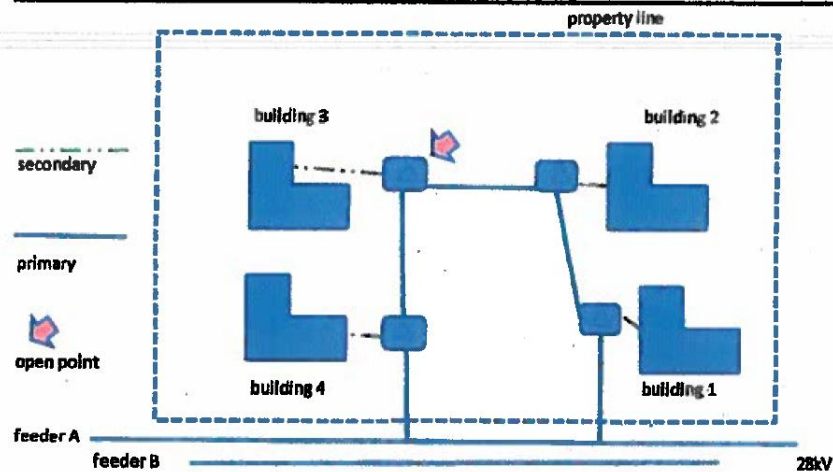 property line
building 3
building 2
secondary
primary
open point
building 4
building 1
feeder A
feeder B
28kV